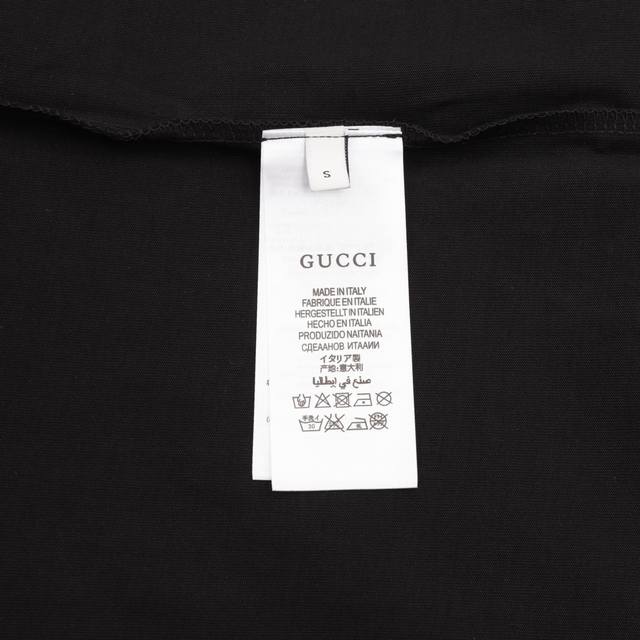 S
GUCCI
MADE IN ITALY
FABRIQUE EN ITALIE
HERGESTELLT IN ITALIEN
HECHO EN ITALIA
PRODUZIDO NAITANIA
СДЕАНОВ ИТААИИ
イタリア製
产地:意大利
صنع في إيطاليا
30